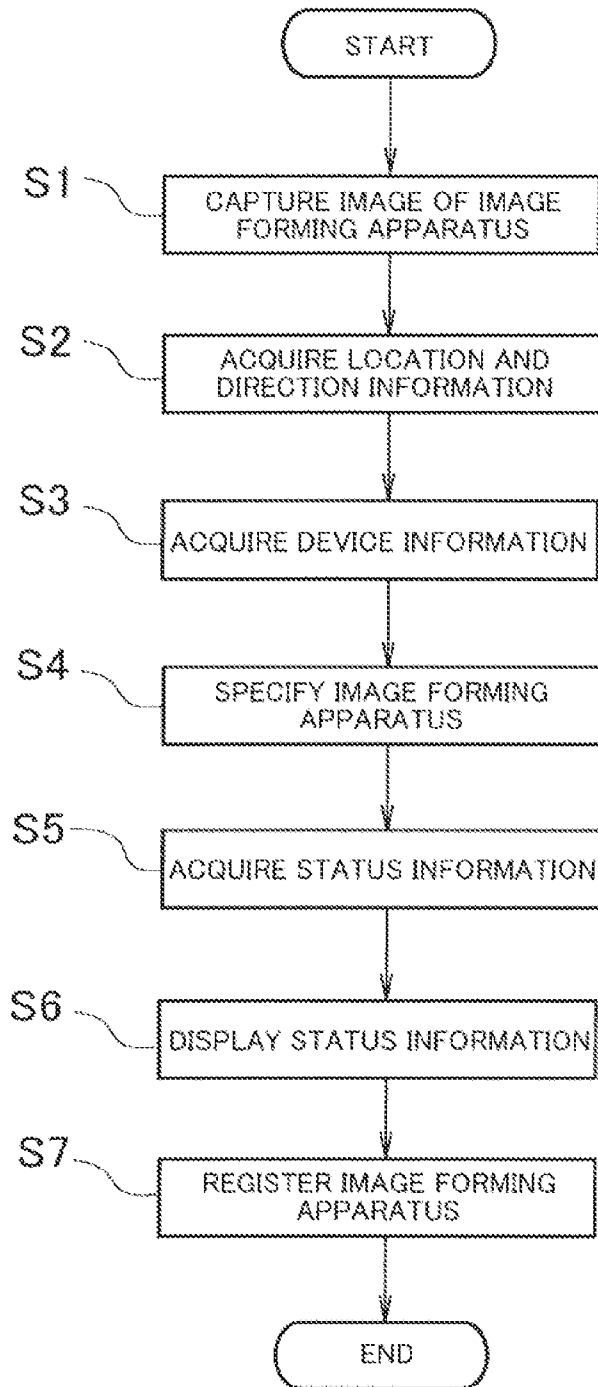 START
S1
CAPTURE IMAGE OF IMAGE
FORMING APPARATUS
S2
ACQUIRE LOCATION AND
DIRECTION INFORMATION
S3
ACQUIRE DEVICE INFORMATION
S4
SPECIFY IMAGE FORMING
APPARATUS
S5
ACQUIRE STATUS INFORMATION
S6
DISPLAY STATUS INFORMATION
S7
REGISTER IMAGE FORMING
APPARATUS
END